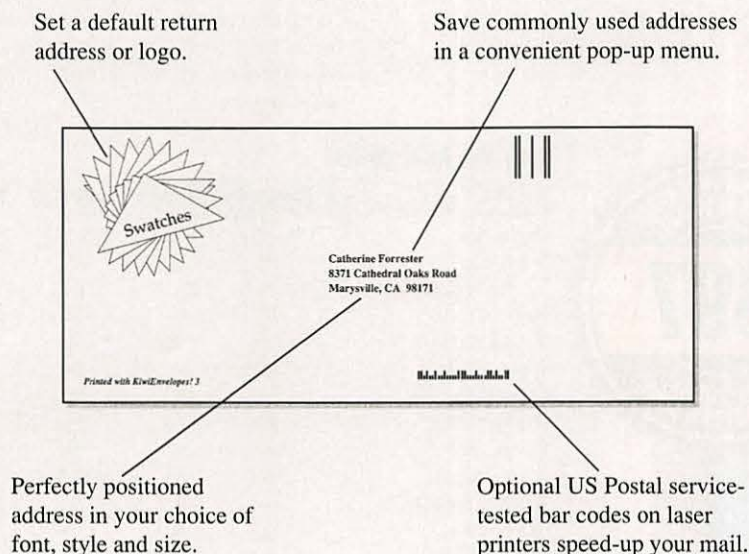 Set a default return
address or logo.
Save commonly used addresses
in a convenient pop-up menu.
Swatches
Catherine Forrester
8371 Cathedral Oaks Road
Marysville, CA 98171
Printed with KiwiEnvelopes! 3
Perfectly positioned
address in your choice of
font, style and size.
Optional US Postal service-
tested bar codes on laser
printers speed-up your mail.